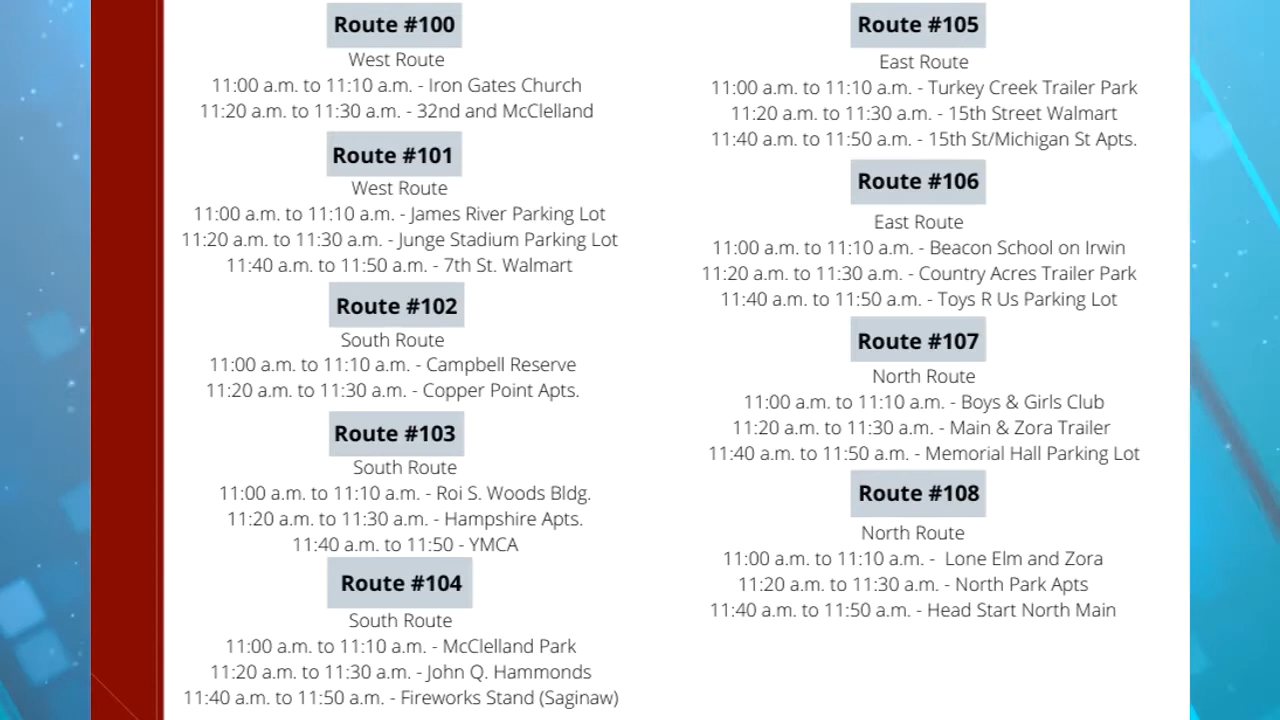 Route #100
West Route
11:00 a.m. to 11:10 a.m. - Iron Gates Church
11:20 a.m. to 11:30 a.m. - 32nd and McClelland
Route #101
West Route
11:00 a.m. to 11:10 a.m. - James River Parking Lot
11:20 a.m. to 11:30 a.m. - Junge Stadium Parking Lot
11:40 a.m. to 11:50 a.m. - 7th St. Walmart
Route #102
South Route
11:00 a.m. to 11:10 a.m. - Campbell Reserve
11:20 a.m. to 11:30 a.m. - Copper Point Apts.
Route #103
South Route
11:00 a.m. to 11:10 a.m. - Roi S. Woods Bldg.
11:20 a.m. to 11:30 a.m. - Hampshire Apts.
11:40 a.m. to 11:50 - YMCA
Route #104
South Route
11:00 a.m. to 11:10 a.m. - McClelland Park
11:20 a.m. to 11:30 a.m. - John Q. Hammonds
11:40 a.m. to 11:50 a.m. - Fireworks Stand (Saginaw)
Route #105
East Route
11:00 a.m. to 11:10 a.m. - Turkey Creek Trailer Park
11:20 a.m. to 11:30 a.m. - 15th Street Walmart
11:40 a.m. to 11:50 a.m. - 15th St/Michigan St Apts.
Route #106
East Route
11:00 a.m. to 11:10 a.m. - Beacon School on Irwin
11:20 a.m. to 11:30 a.m. - Country Acres Trailer Park
11:40 a.m. to 11:50 a.m. - Toys R Us Parking Lot
Route #107
North Route
11:00 a.m. to 11:10 a.m. - Boys & Girls Club
11:20 a.m. to 11:30 a.m. - Main & Zora Trailer
11:40 a.m. to 11:50 a.m. - Memorial Hall Parking Lot
Route #108
North Route
11:00 a.m. to 11:10 a.m. - Lone Elm and Zora
11:20 a.m. to 11:30 a.m. - North Park Apts
11:40 a.m. to 11:50 a.m. - Head Start North Main